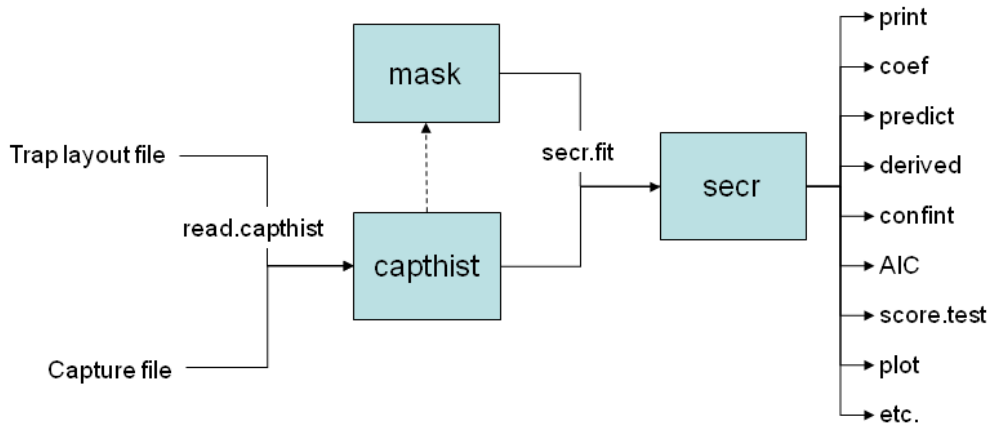 mask
Trap layout file
secr.fit
read.capthist
capthist
Capture file
secr
print
coef
predict
derived
confint
AIC
score.test
plot
etc.